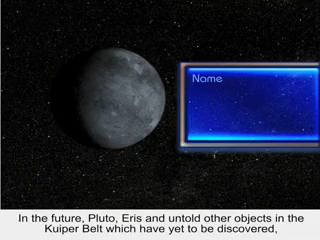 Name
In the future, Pluto, Eris and untold other objects in the
Kuiper Belt which have yet to be discovered,